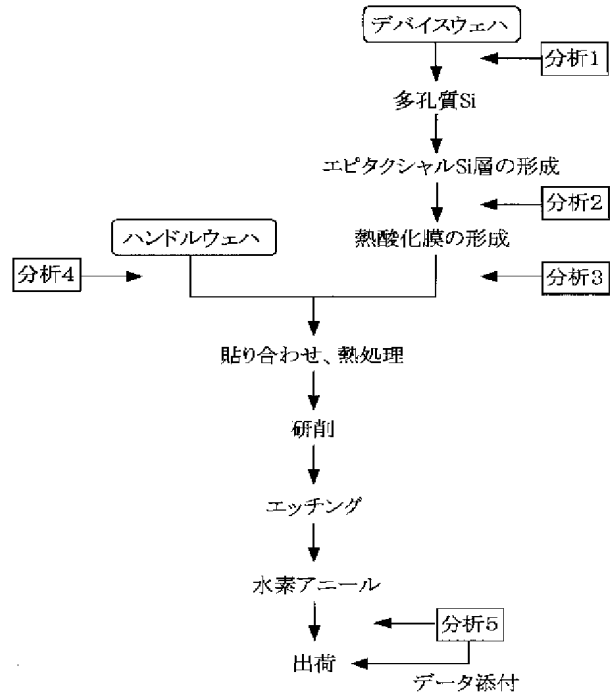 デバイスウェハ
分析1
多孔質Si
エピタクシャルSi層の形成
分析2
ハンドルウェハ
熱酸化膜の形成
分析4
分析3
貼り合わせ、熱処理
研削
エッチング
水素アニール
分析5
出荷
データ添付